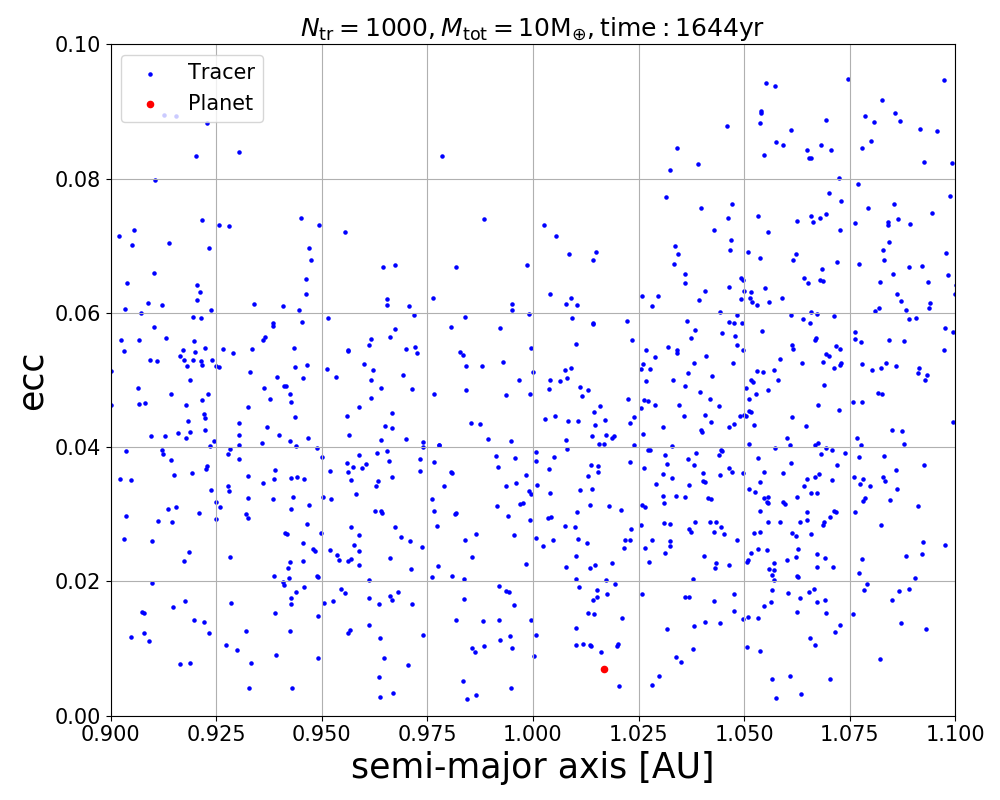 N_tr = 1000, M_tot = 10M_⊕, time : 1644yr
Tracer
Planet
0.10
0.08
0.06
0.04
0.02
0.00
ecc
0.900 0.925 0.950 0.975 1.000 1.025 1.050 1.075 1.100
semi-major axis [AU]